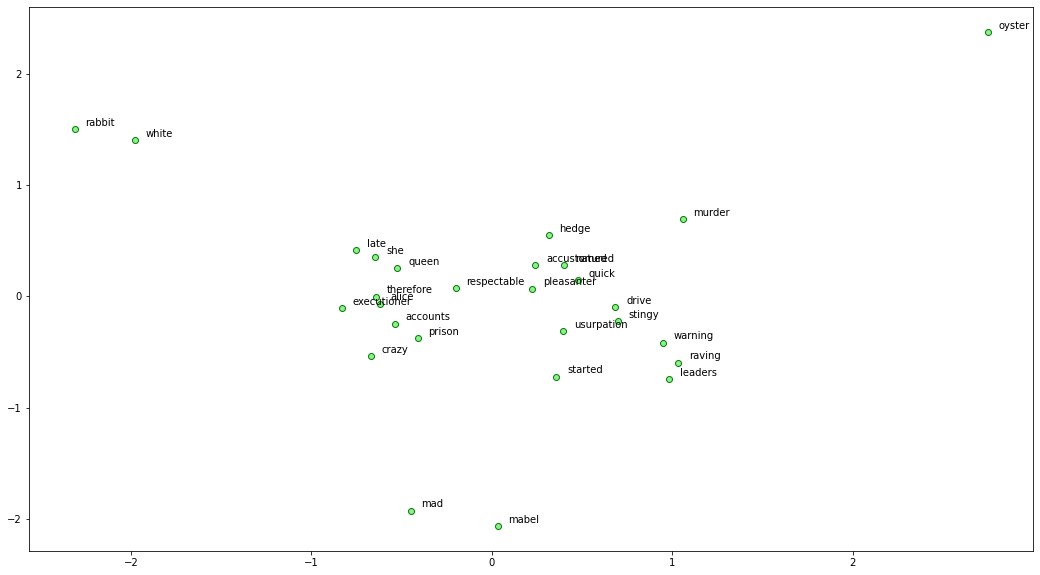 oyster
rabbit
white
murder
hedge
late
she
queen
accustomed
natured
quick
respectable
pleasanter
therefore
alice
executioner
drive
accounts
stingy
usurpation
prison
warning
crazy
raving
started
leaders
mad
mabel
2
1
0
−1
−2
−2
−1
0
1
2